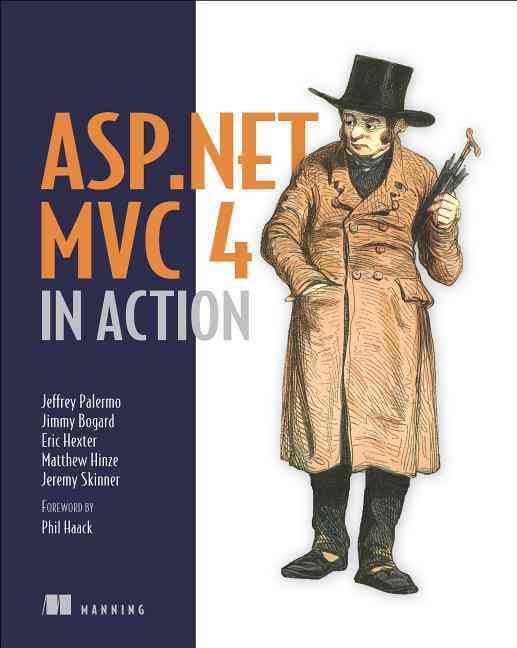 ASP.NET
MVC 4
IN ACTION
Jeffrey Palermo
Jimmy Bogard
Eric Hexter
Matthew Hinze
Jeremy Skinner
FOREWORD BY
Phil Haack
MANNING